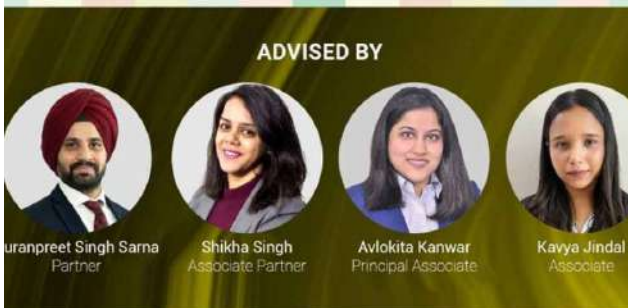 ADVISED BY
uranpreet Singh Sarna
Partner
Shikha Singh
Associate Partner
Avlokita Kanwar
Principal Associate
Kavya Jindal
Associate